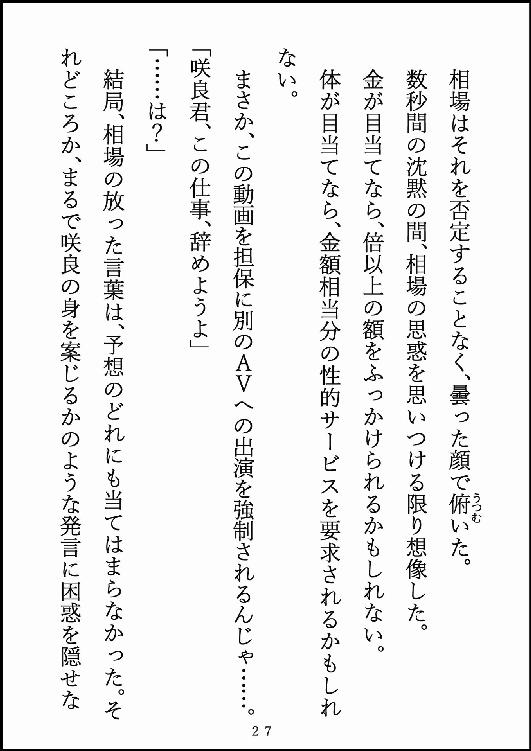 相場はそれを否定することなく、曇った顔で俯いた。
うつむ
数秒間の沈黙の間、相場の思惑を思いつける限り想像した。
金が目当てなら、倍以上の額をふっかけられるかもしれない。
体が目当てなら、金額相当分の性的サービスを要求されるかもしれ
ない。
まさか、この動画を担保に別のAVへの出演を強制されるんじゃ……。
「咲良君、この仕事、辞めようよ」
「……は？」
結局、相場の放った言葉は、予想のどれにも当てはまらなかった。そ
れどころか、まるで咲良の身を案じるかのような発言に困惑を隠せな
27